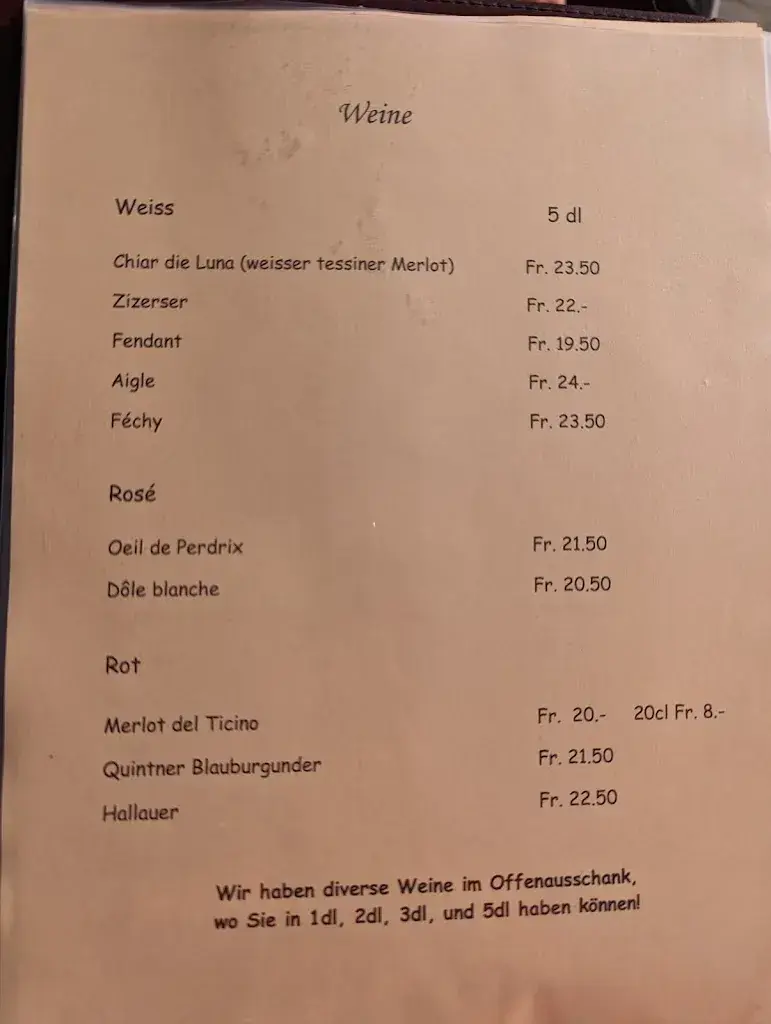 Weine
Weiss 5 dl
Chiar die Luna (weisser tessiner Merlot) Fr. 23.50
Zizerser Fr. 22.-
Fendant Fr. 19.50
Aigle Fr. 24.-
Féchy Fr. 23.50
Rosé
Oeil de Perdrix Fr. 21.50
Dôle blanche Fr. 20.50
Rot
Merlot del Ticino Fr. 20.- 20cl Fr. 8.-
Quintner Blauburgunder Fr. 21.50
Hallauer Fr. 22.50
Wir haben diverse Weine im Offenausschank,
wo Sie in 1dl, 2dl, 3dl, und 5dl haben können!